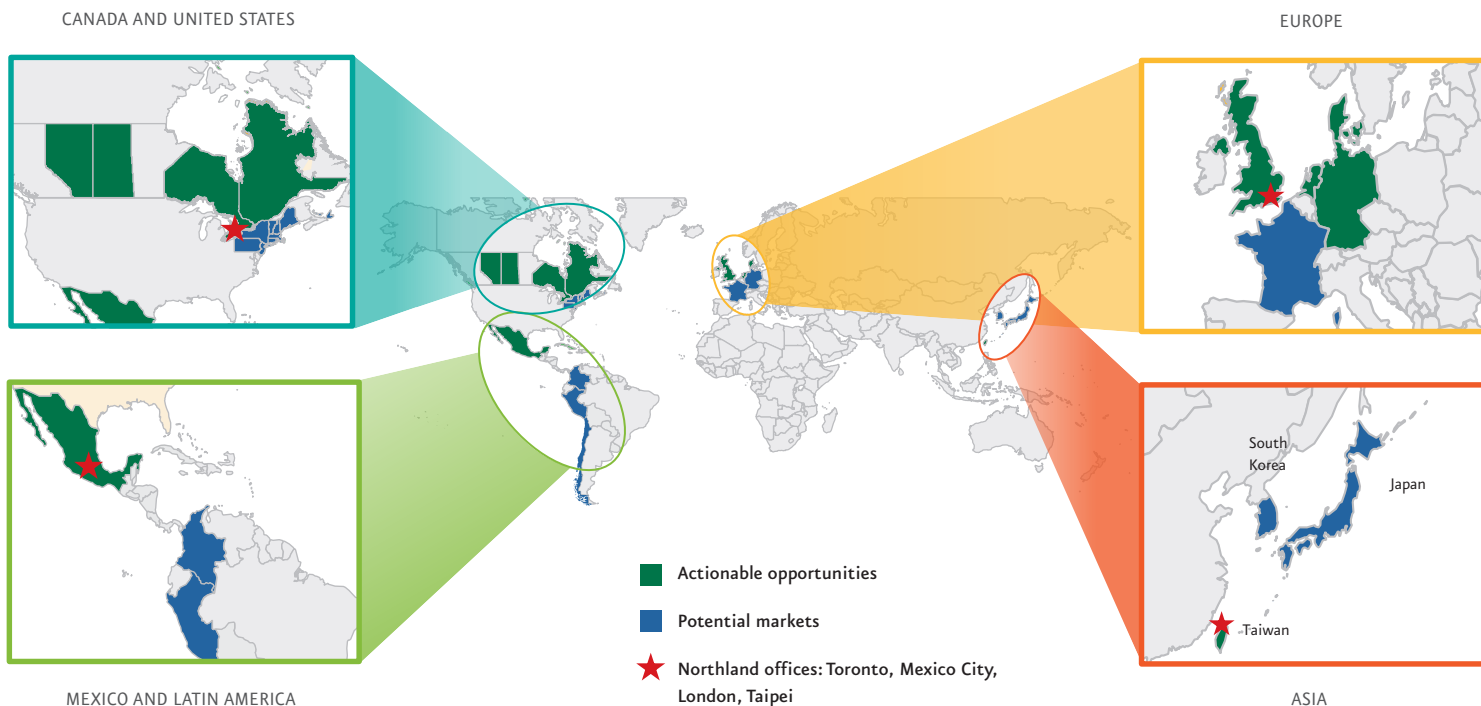 CANADA AND UNITED STATES
EUROPE
South
Korea
Japan
Taiwan
Actionable opportunities
Potential markets
Northland offices: Toronto, Mexico City,
London, Taipei
MEXICO AND LATIN AMERICA
ASIA